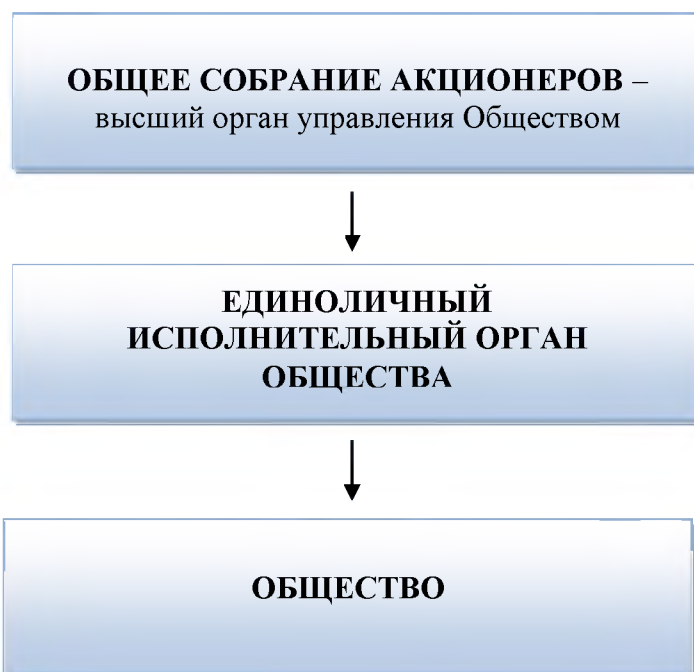 ОБЩЕЕ СОБРАНИЕ АКЦИОНЕРОВ –
высший орган управления Обществом
ЕДИНОЛИЧНЫЙ
ИСПОЛНИТЕЛЬНЫЙ ОРГАН
ОБЩЕСТВА
ОБЩЕСТВО